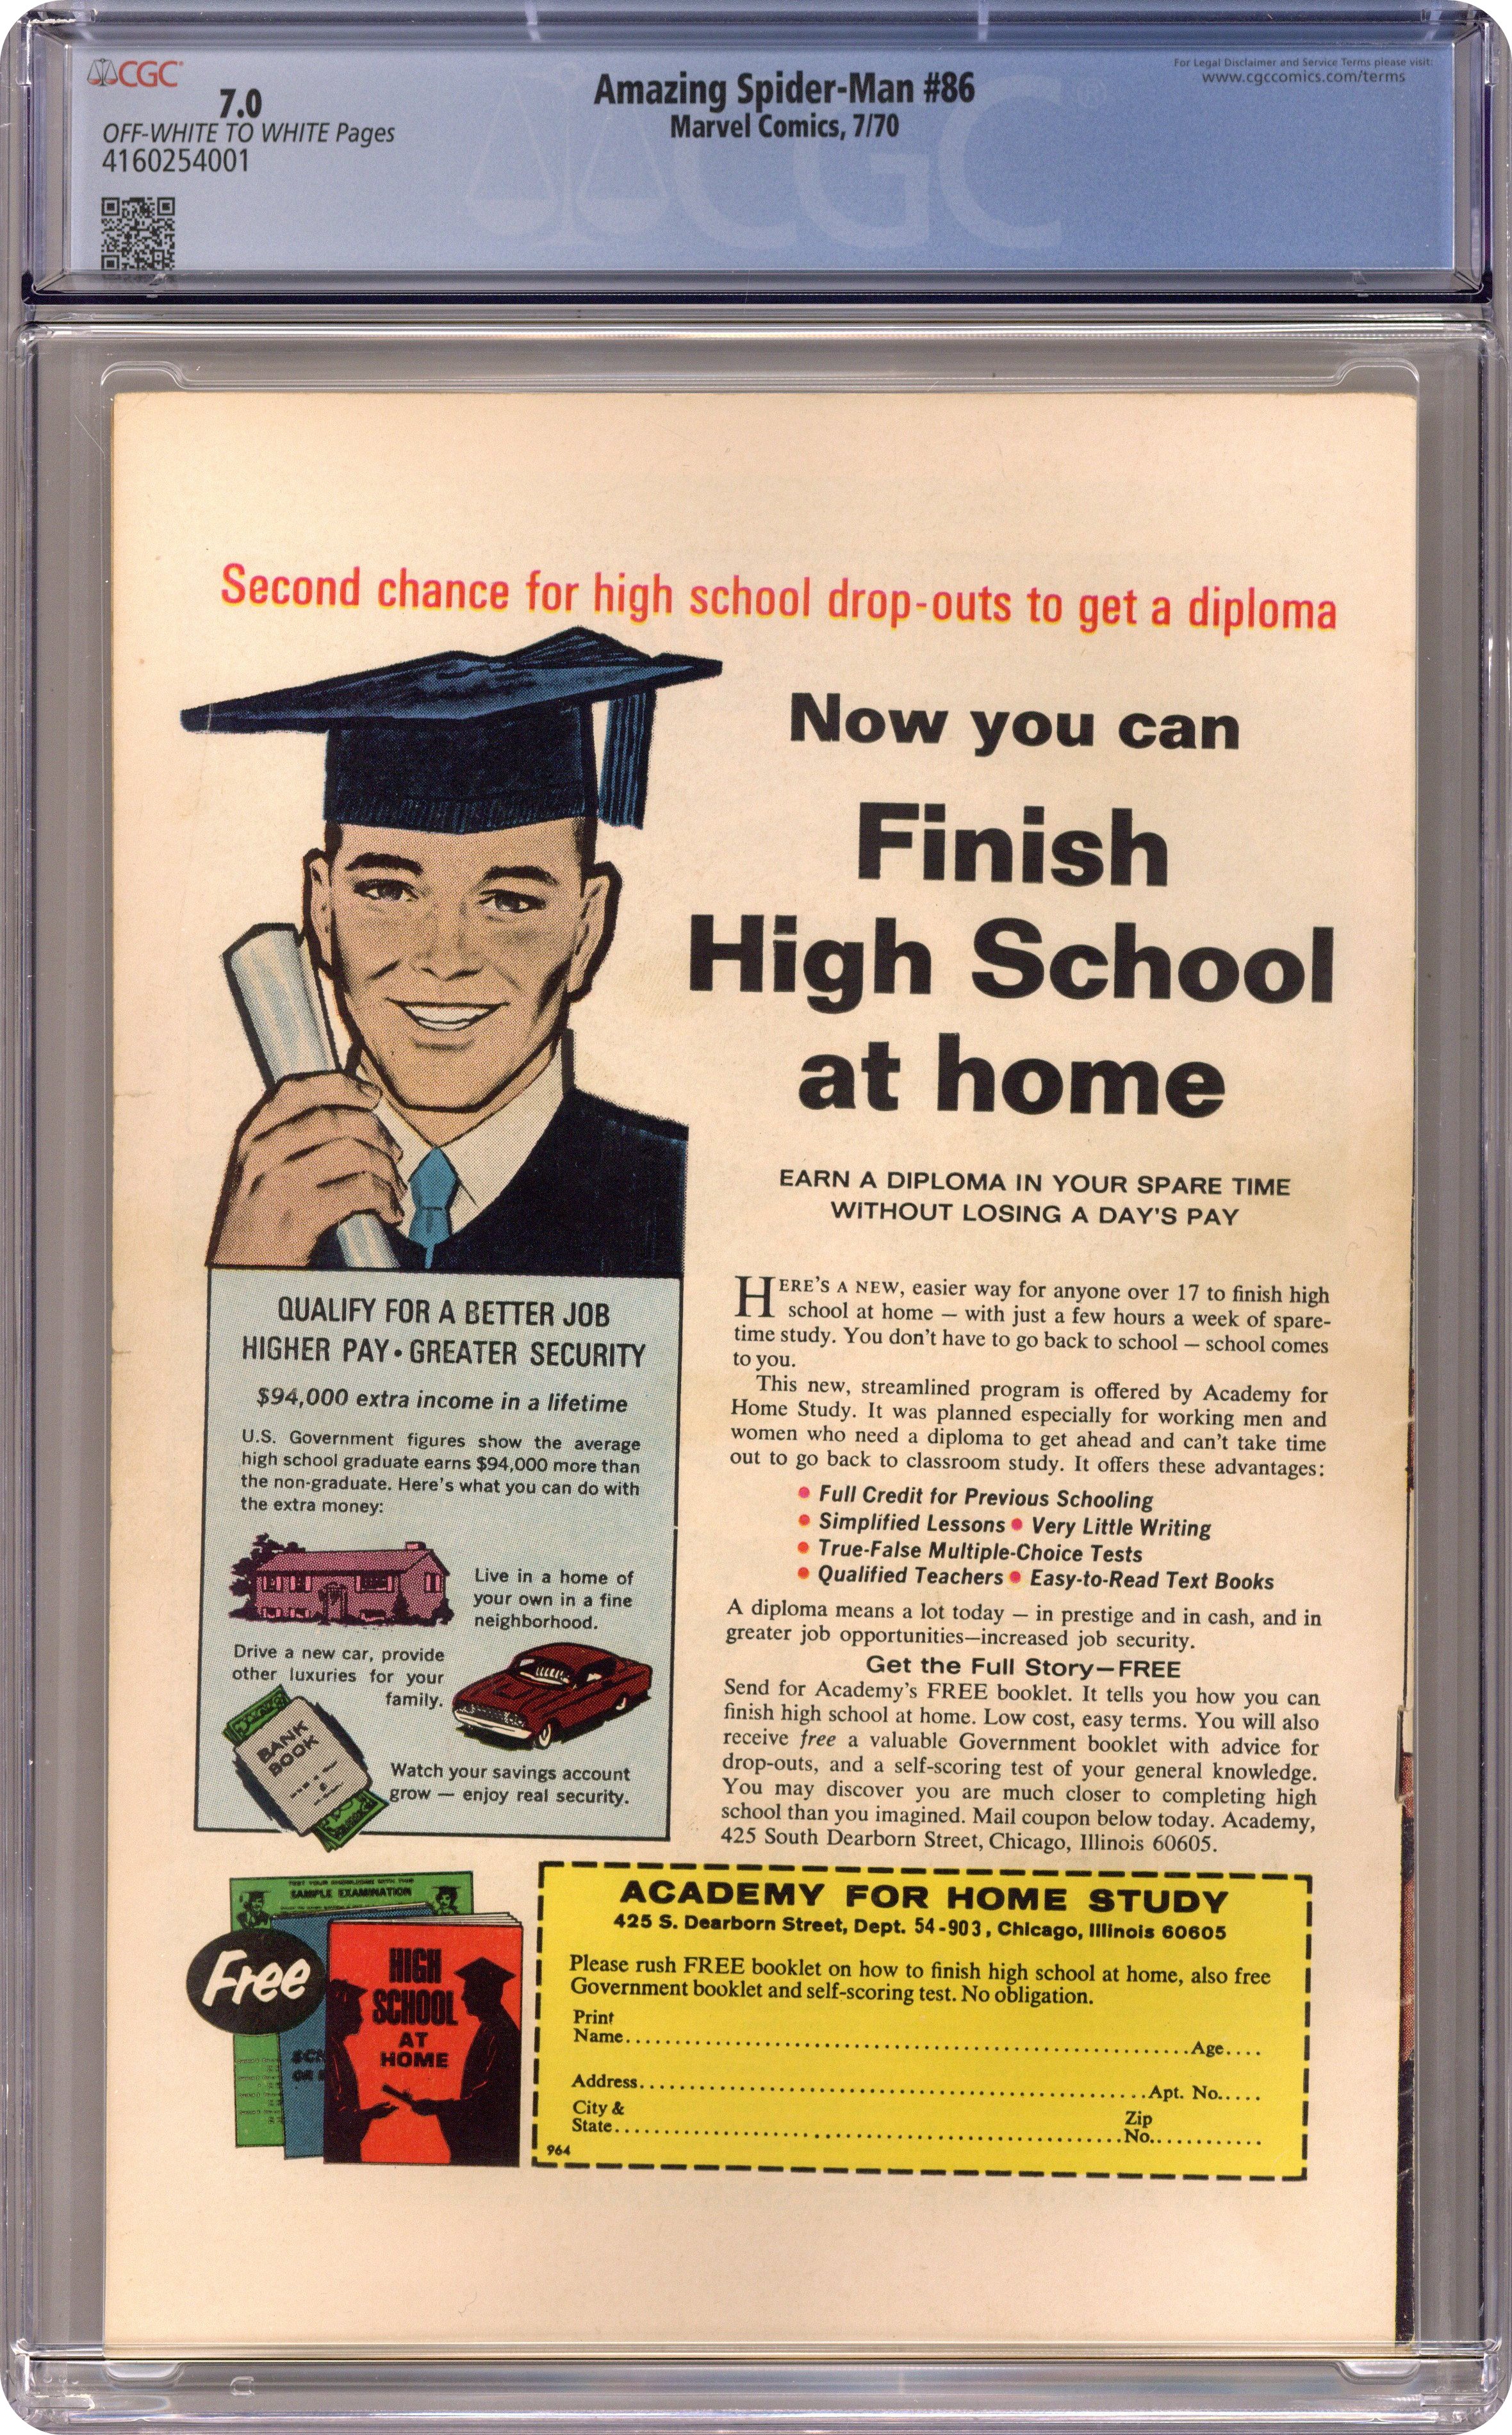 CGC
7.0
OFF-WHITE TO WHITE Pages
4160254001
Amazing Spider-Man #86
Marvel Comics, 7/70
For Legal Disclaimer and Service Terms please visit:
www.cgccomics.com/terms
CGC
Second chance for high school drop-outs to get a diploma
Now you can
Finish
High School
at home
EARN A DIPLOMA IN YOUR SPARE TIME
WITHOUT LOSING A DAY'S PAY
HERE'S A NEW, easier way for anyone over 17 to finish high
school at home — with just a few hours a week of spare-
time study. You don't have to go back to school — school comes
to you.
This new, streamlined program is offered by Academy for
Home Study. It was planned especially for working men and
women who need a diploma to get ahead and can't take time
out to go back to classroom study. It offers these advantages:
• Full Credit for Previous Schooling
• Simplified Lessons • Very Little Writing
• True-False Multiple-Choice Tests
• Qualified Teachers • Easy-to-Read Text Books
A diploma means a lot today — in prestige and in cash, and in
greater job opportunities—increased job security.
Get the Full Story—FREE
Send for Academy's FREE booklet. It tells you how you can
finish high school at home. Low cost, easy terms. You will also
receive free a valuable Government booklet with advice for
drop-outs, and a self-scoring test of your general knowledge.
You may discover you are much closer to completing high
school than you imagined. Mail coupon below today. Academy,
425 South Dearborn Street, Chicago, Illinois 60605.
QUALIFY FOR A BETTER JOB
HIGHER PAY • GREATER SECURITY
$94,000 extra income in a lifetime
U.S. Government figures show the average
high school graduate earns $94,000 more than
the non-graduate. Here's what you can do with
the extra money:
Live in a home of
your own in a fine
neighborhood.
Drive a new car, provide
other luxuries for your
family.
BANK
BOOK
Watch your savings account
grow — enjoy real security.
TEST YOUR KNOWLEDGE WITH THIS
SAMPLE EXAMINATION
Free
HIGH
SCHOOL
AT
HOME
ACADEMY FOR HOME STUDY
425 S. Dearborn Street, Dept. 54-903, Chicago, Illinois 60605
Please rush FREE booklet on how to finish high school at home, also free
Government booklet and self-scoring test. No obligation.
Print
Name.......................................................................Age....
Address................................................................Apt. No.....
City &
State................................................................Zip
No.............
964